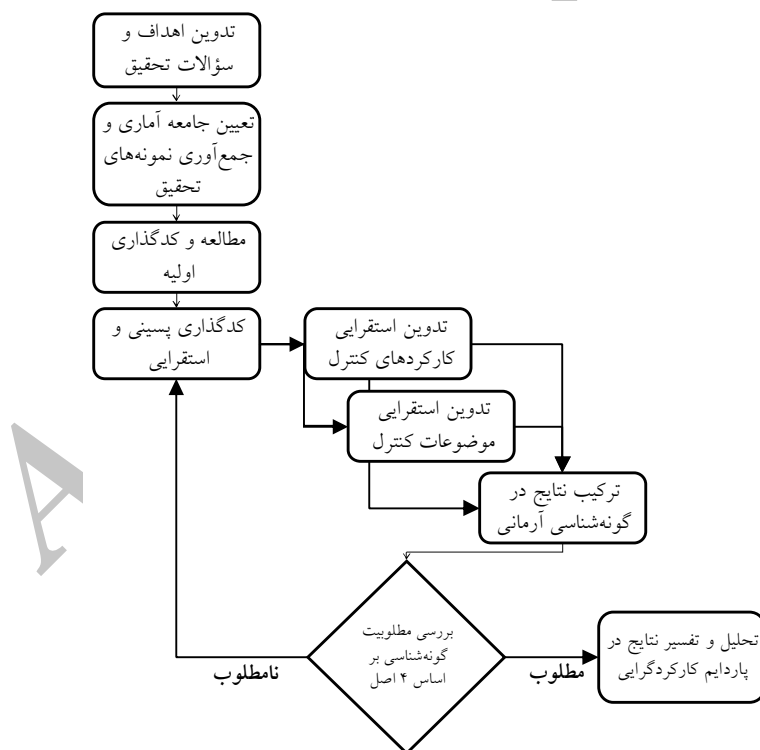 تدوین اهداف و
سؤالات تحقیق
تعیین جامعه آماری و
جمع‌آوری نمونه‌های
تحقیق
مطالعه و کدگذاری
اولیه
کدگذاری پسینی و
استقرایی
تدوین استقرایی
کارکردهای کنترل
تدوین استقرایی
موضوعات کنترل
ترکیب نتایج در
گونه‌شناسی آرمانی
بررسی مطلوبیت
گونه‌شناسی بر
اساس ۴ اصل
نامطلوب
مطلوب
تحلیل و تفسیر نتایج در
پاردایم کارکردگرایی
A